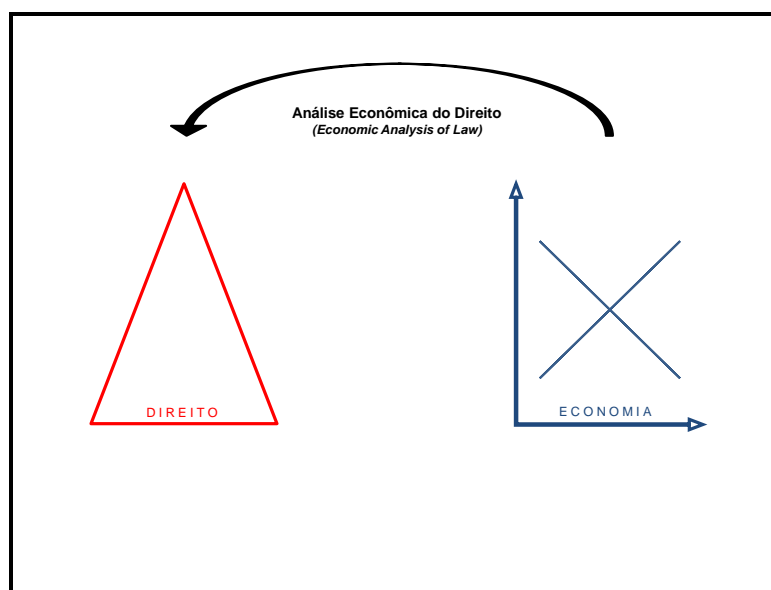 Análise Econômica do Direito
(Economic Analysis of Law)
DIREITO
ECONOMIA